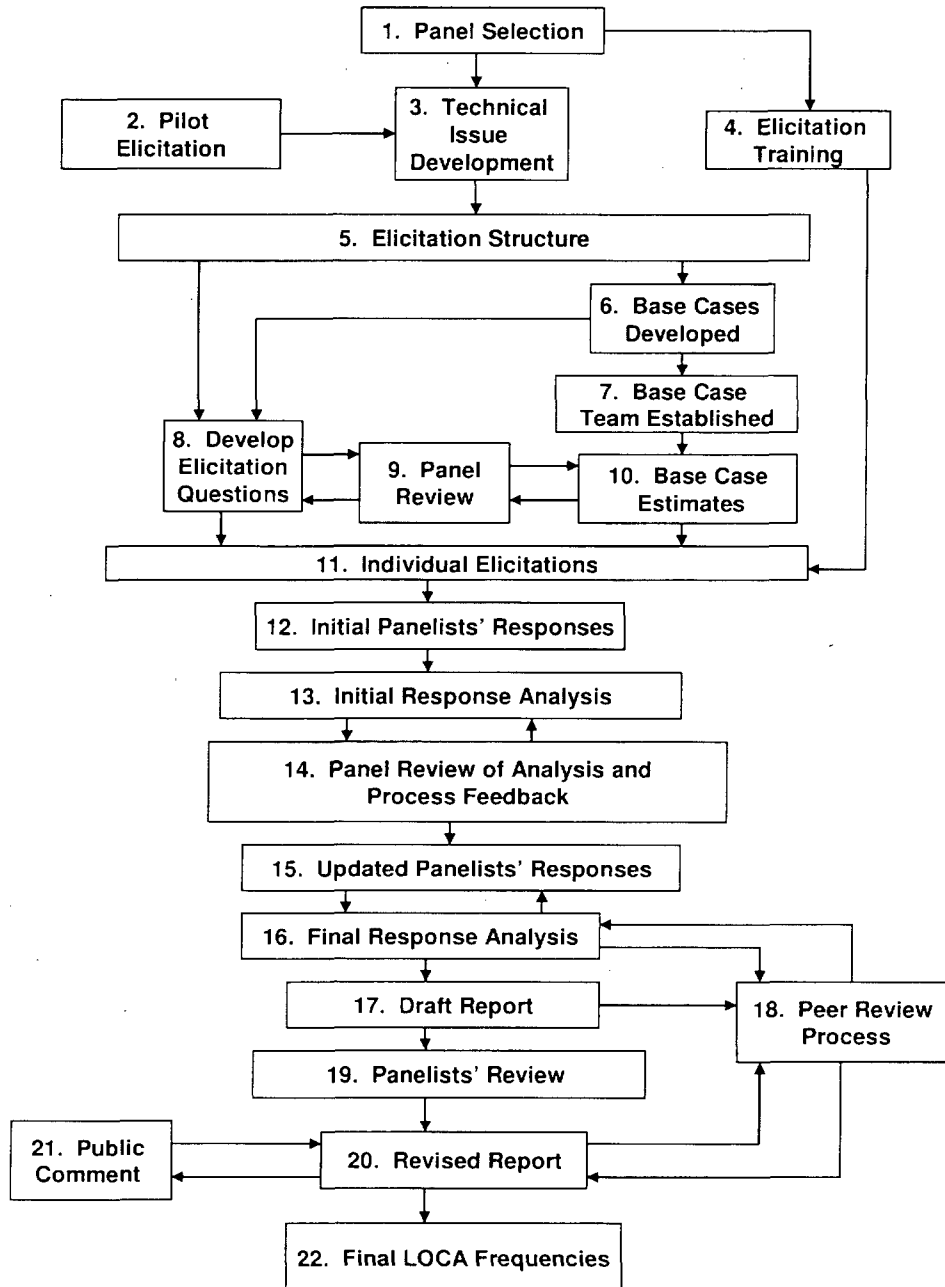 1. Panel Selection
2. Pilot
Elicitation
3. Technical
Issue
Development
4. Elicitation
Training
5. Elicitation Structure
6. Base Cases
Developed
7. Base Case
Team Established
8. Develop
Elicitation
Questions
9. Panel
Review
10. Base Case
Estimates
11. Individual Elicitations
12. Initial Panelists' Responses
13. Initial Response Analysis
14. Panel Review of Analysis and
Process Feedback
15. Updated Panelists' Responses
16. Final Response Analysis
17. Draft Report
18. Peer Review
Process
19. Panelists' Review
20. Revised Report
21. Public
Comment
22. Final LOCA Frequencies